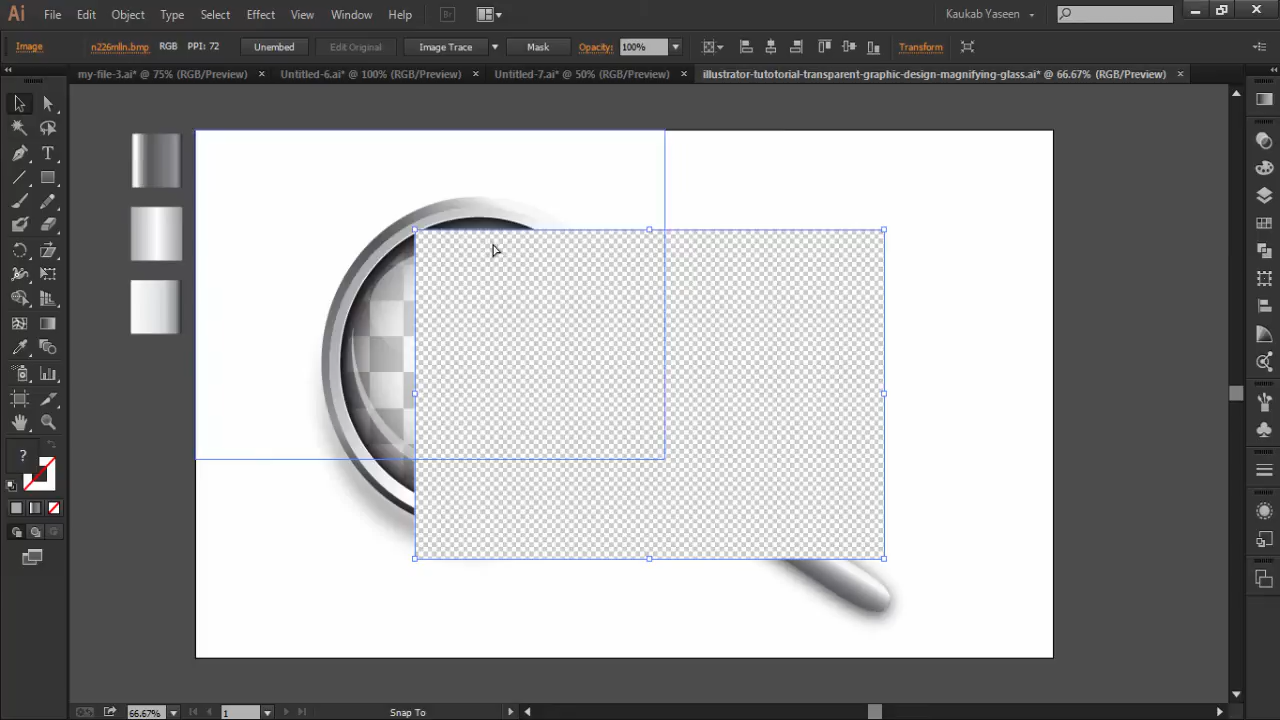 Ai File Edit Object Type Select Effect View Window Help Br Kaukab Yaseen
Image n226mlln.bmp RGB PPI: 72 Unembed Edit Original Image Trace Mask Opacity: 100% Transform
my-file-3.ai* @ 75% (RGB/Preview) × Untitled-6.ai* @ 100% (RGB/Preview) × Untitled-7.ai* @ 50% (RGB/Preview) × illustrator-tutotorial-transparent-graphic-design-magnifying-glass.ai* @ 66.67% (RGB/Preview) ×
T
?
66.67% 1 Snap To